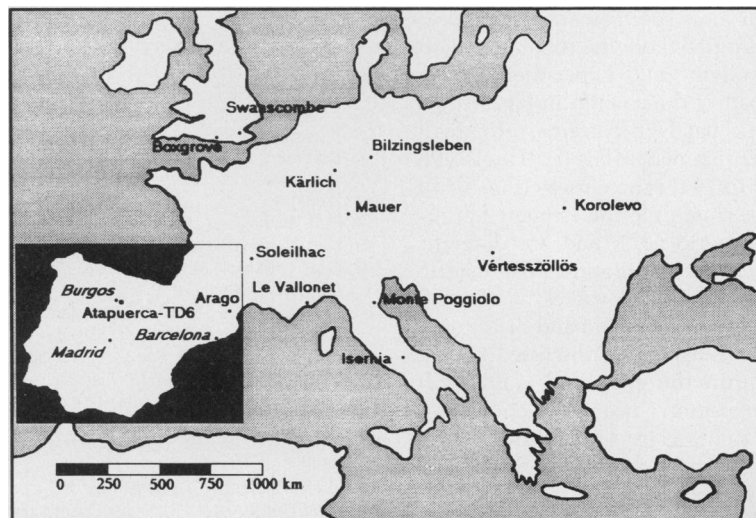 Swanscombe
Boxgrove
Bilzingsleben
Kärlich
Mauer
Korolevo
Soleilhac
Vértesszöllös
Le Vallonet
Burgos
Arago
Monte Poggiolo
Atapuerca-TD6
Madrid
Barcelona
Isernia
0 250 500 750 1000 km